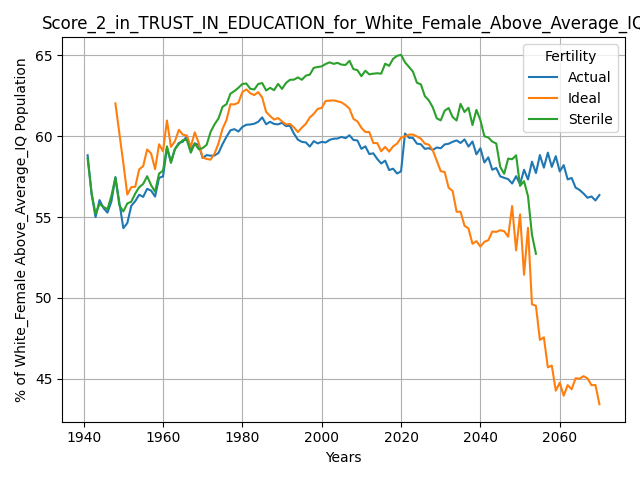 Score_2_in_TRUST_IN_EDUCATION_for_White_Female_Above_Average_IQ
% of White_Female Above_Average_IQ Population
65
60
55
50
45
Fertility
Actual
Ideal
Sterile
1940 1960 1980 2000 2020 2040 2060
Years